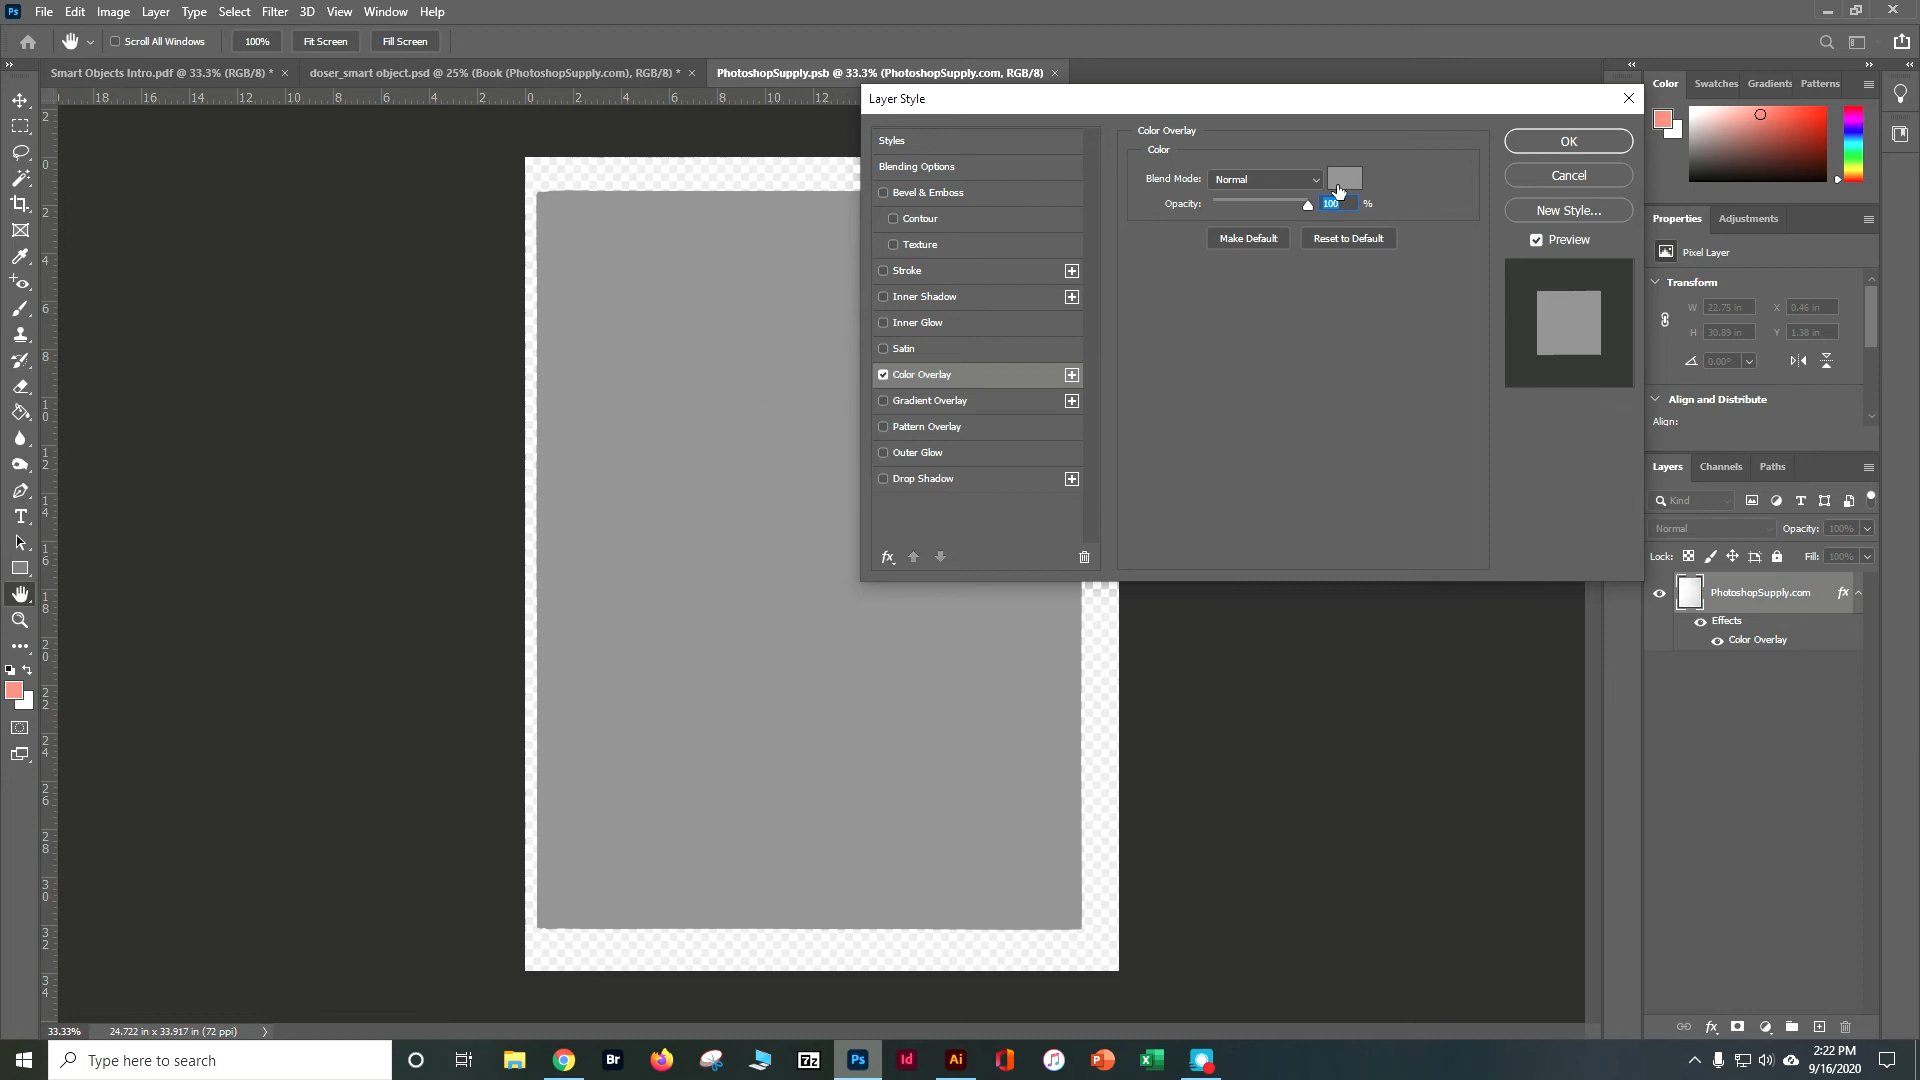 Ps File Edit Image Layer Type Select Filter 3D View Window Help
Scroll All Windows 100% Fit Screen Fill Screen
Smart Objects Intro.pdf @ 33.3% (RGB/8) * × doser_smart object.psd @ 25% (Book (PhotoshopSupply.com), RGB/8) * × PhotoshopSupply.psb @ 33.3% (PhotoshopSupply.com, RGB/8) ×
18 16 14 12 10 8 6 4 2 0 2 4 6 8 10 12
2
0
2
4
6
8
10
12
14
16
18
20
22
24
26
28
30
32
34
Layer Style
Styles
Blending Options
Bevel & Emboss
Contour
Texture
Stroke
Inner Shadow
Inner Glow
Satin
Color Overlay
Gradient Overlay
Pattern Overlay
Outer Glow
Drop Shadow
fx
Color Overlay
Color
Blend Mode: Normal
Opacity: 100 %
Make Default Reset to Default
OK
Cancel
New Style...
Preview
Color Swatches Gradients Patterns
Properties Adjustments
Pixel Layer
Transform
W 22.75 in X 0.46 in
H 30.89 in Y 1.38 in
0.00°
Align and Distribute
Align:
Layers Channels Paths
Kind
Normal Opacity: 100%
Lock: Fill: 100%
PhotoshopSupply.com fx
Effects
Color Overlay
fx
33.33% 24.722 in x 33.917 in (72 ppi)
Type here to search
Br 7z Ps Id Ai
2:22 PM
9/16/2020